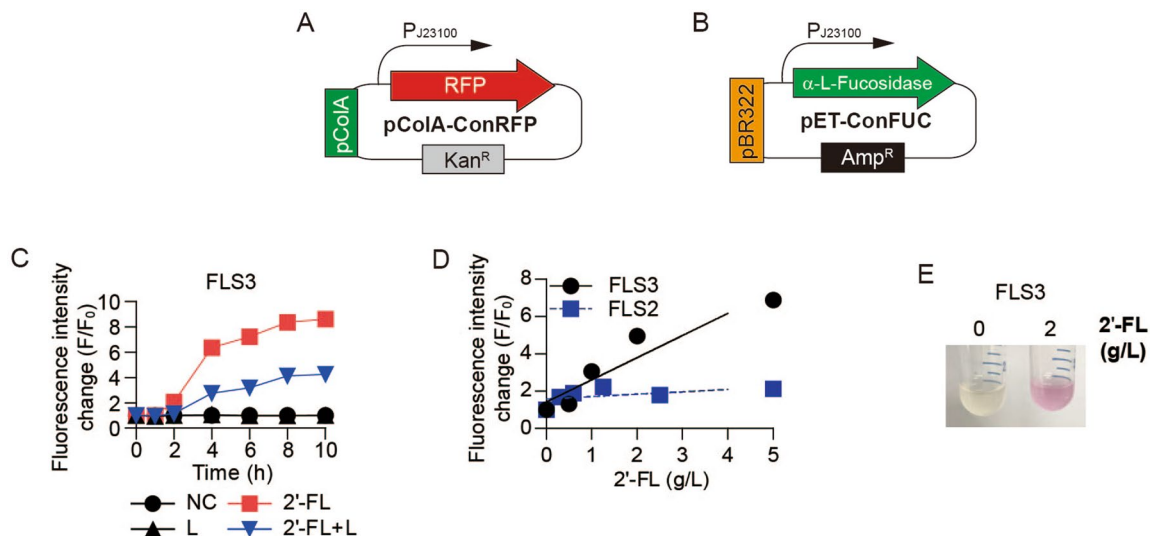 A
PJ23100
RFP
pColA
pColA-ConRFP
KanR
B
PJ23100
α-L-Fucosidase
pBR322
pET-ConFUC
AmpR
C
FLS3
Fluorescence intensity
change (F/F0)
10
8
6
4
2
0 2 4 6 8 10
Time (h)
NC
2'-FL
L
2'-FL+L
D
Fluorescence intensity
change (F/F0)
8
6
4
2
0
FLS3
FLS2
0 1 2 3 4 5
2'-FL (g/L)
E
FLS3
0 2
2'-FL
(g/L)